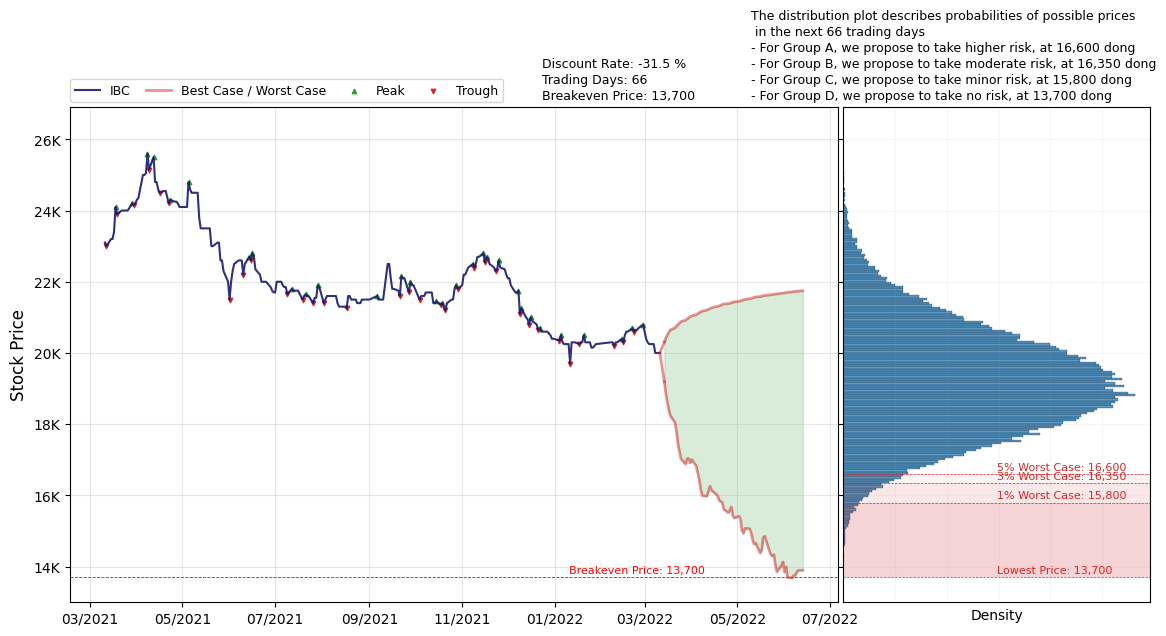 The distribution plot describes probabilities of possible prices
in the next 66 trading days
- For Group A, we propose to take higher risk, at 16,600 dong
- For Group B, we propose to take moderate risk, at 16,350 dong
- For Group C, we propose to take minor risk, at 15,800 dong
- For Group D, we propose to take no risk, at 13,700 dong
Discount Rate: -31.5 %
Trading Days: 66
Breakeven Price: 13,700
IBC
Best Case / Worst Case
Peak
Trough
Stock Price
26K
24K
22K
20K
18K
16K
14K
Breakeven Price: 13,700
5% Worst Case: 16,600
3% Worst Case: 16,350
1% Worst Case: 15,800
Lowest Price: 13,700
03/2021
05/2021
07/2021
09/2021
11/2021
01/2022
03/2022
05/2022
07/2022
Density